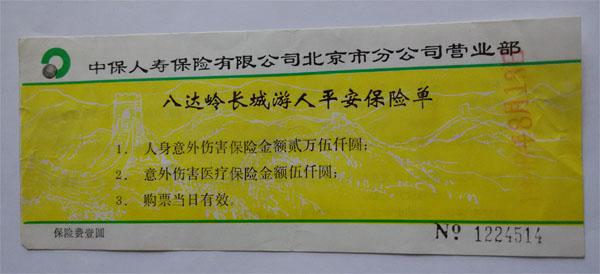 中保人寿保险有限公司北京市分公司营业部
八达岭长城游人平安保险单
1. 人身意外伤害保险金额贰万伍仟圆;
2. 意外伤害医疗保险金额伍仟圆;
3. 购票当日有效。
保险费壹圆
№ 1224514